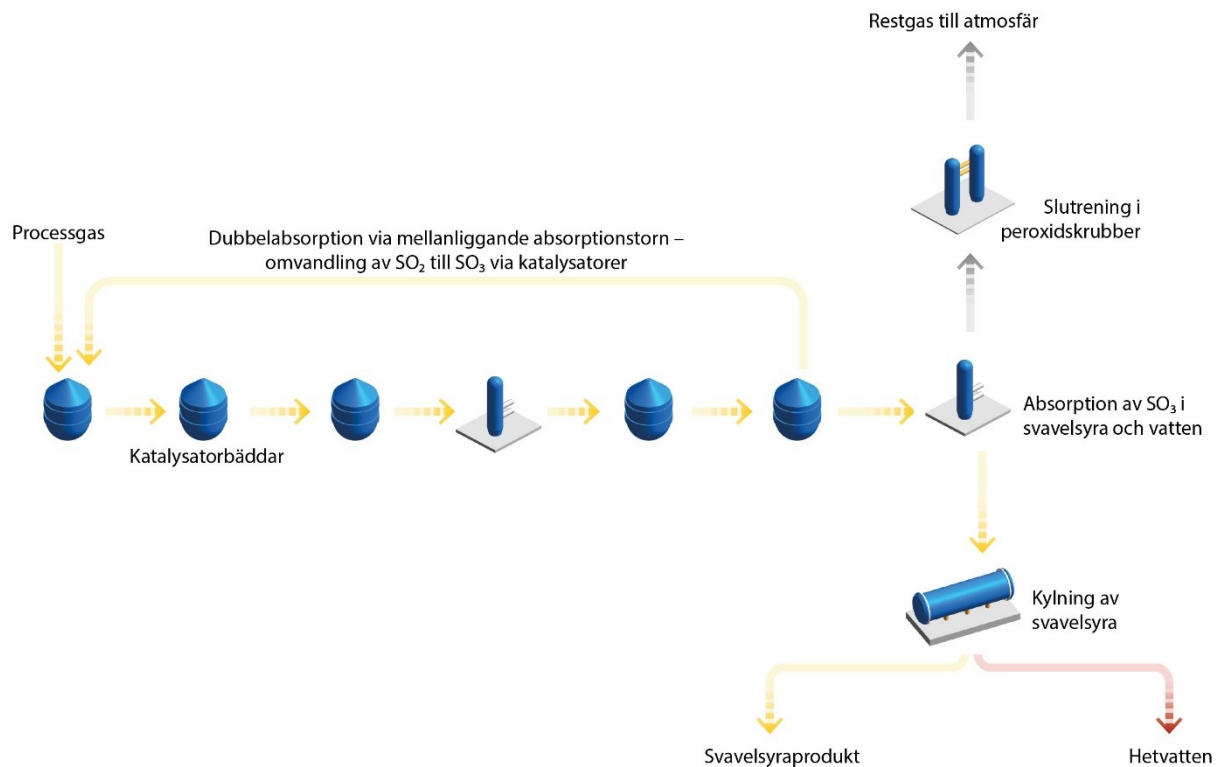 Restgas till atmosfär
Slutrening i
peroxidskrubber
Processgas
Dubbelabsorption via mellanliggande absorptionstorn –
omvandling av SO₂ till SO₃ via katalysatorer
Katalysatorbäddar
Absorption av SO₃ i
svavelsyra och vatten
Kylning av
svavelsyra
Svavelsyraprodukt
Hetvatten